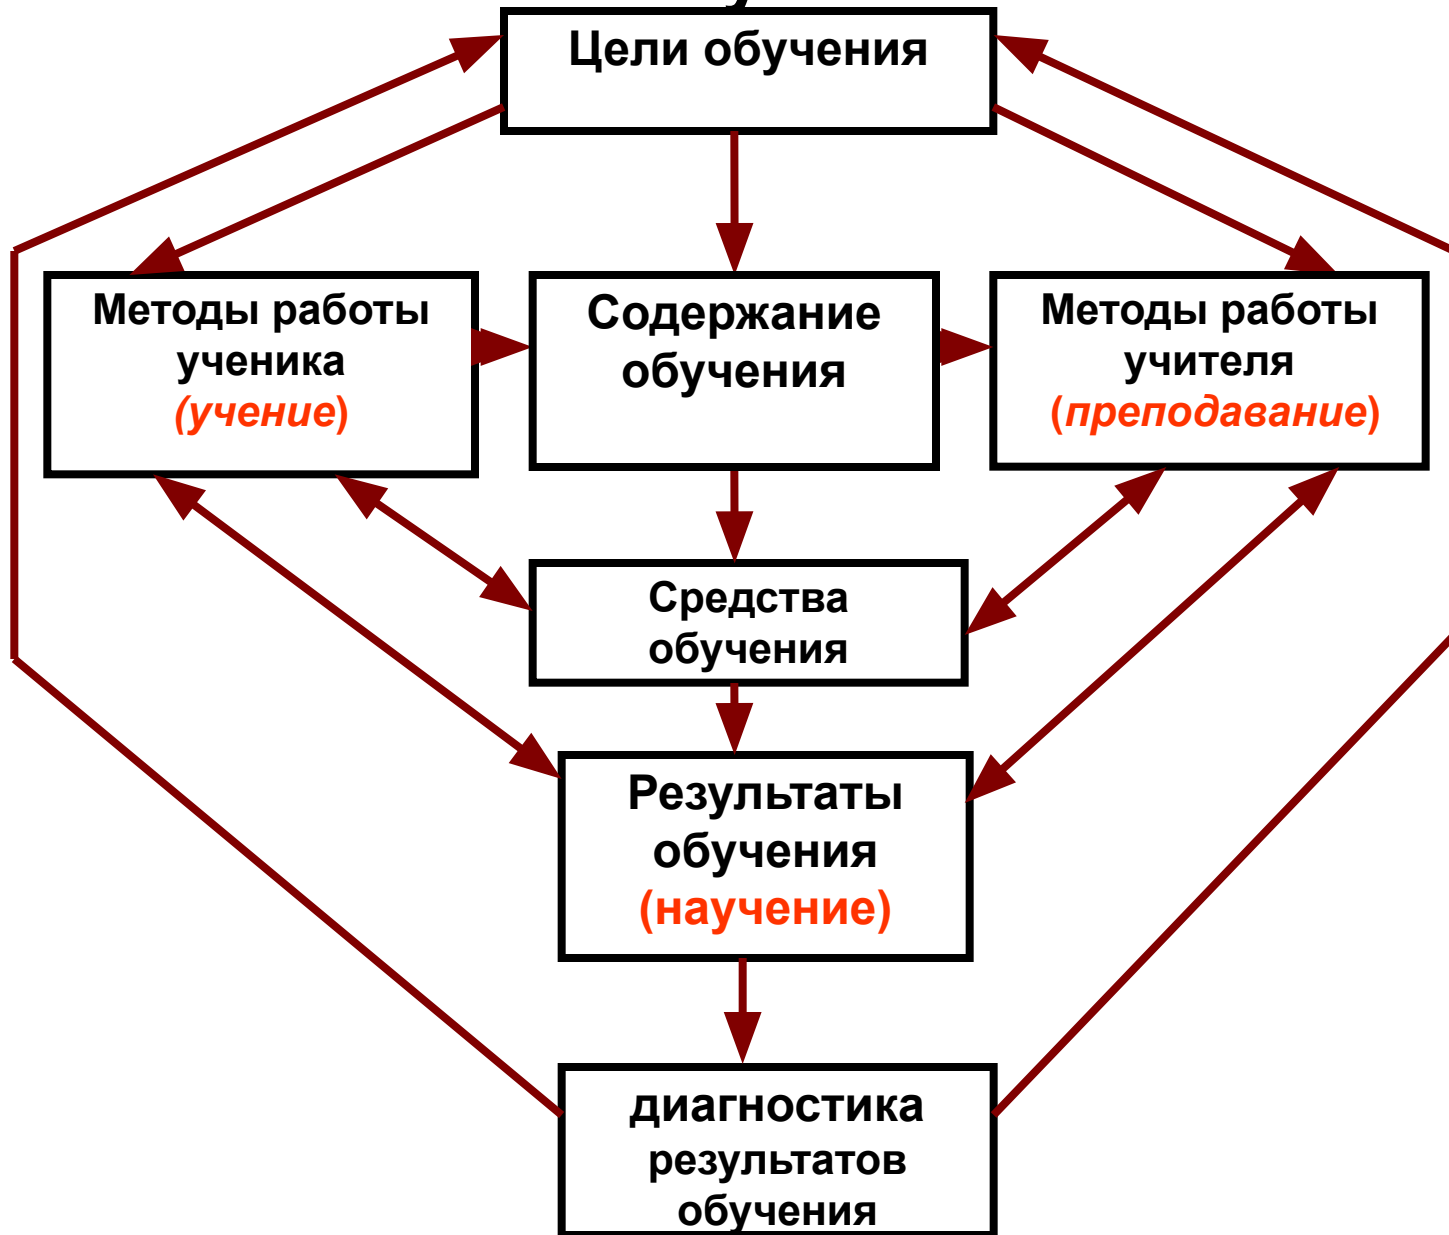 Цели обучения
Методы работы
ученика
(учение)
Содержание
обучения
Методы работы
учителя
(преподавание)
Средства
обучения
Результаты
обучения
(научение)
диагностика
результатов
обучения